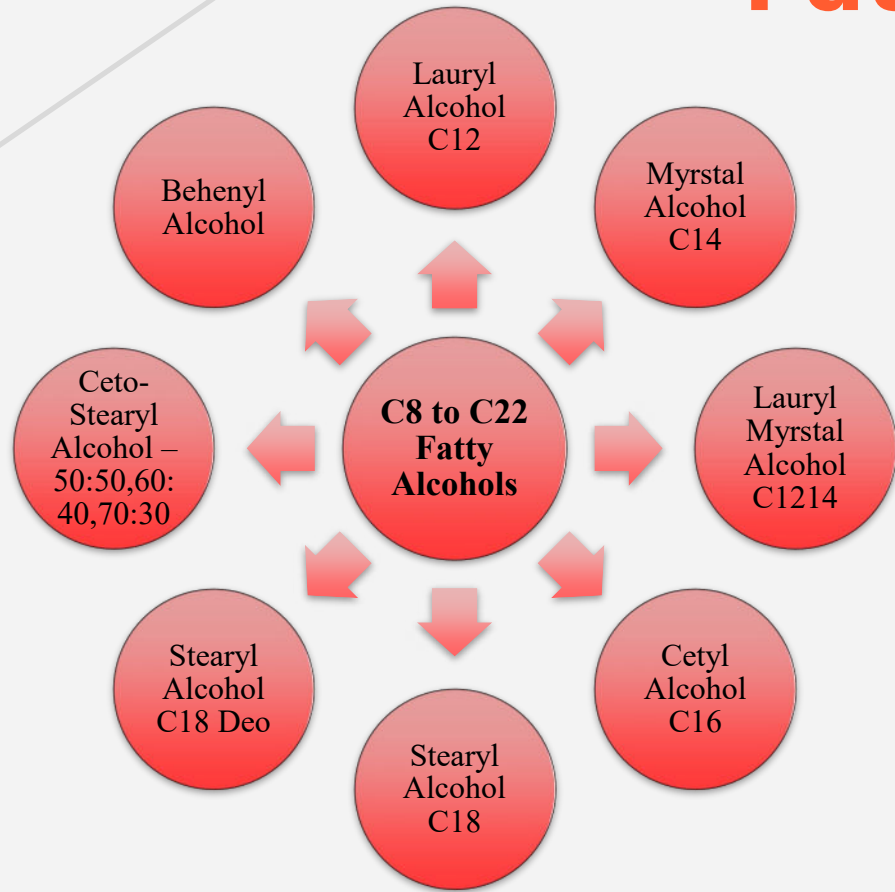 Lauryl
Alcohol
C12
Myrstal
Alcohol
C14
Lauryl
Myrstal
Alcohol
C1214
Cetyl
Alcohol
C16
Stearyl
Alcohol
C18
Stearyl
Alcohol
C18 Deo
Ceto-
Stearyl
Alcohol –
50:50,60:
40,70:30
Behenyl
Alcohol
C8 to C22
Fatty
Alcohols